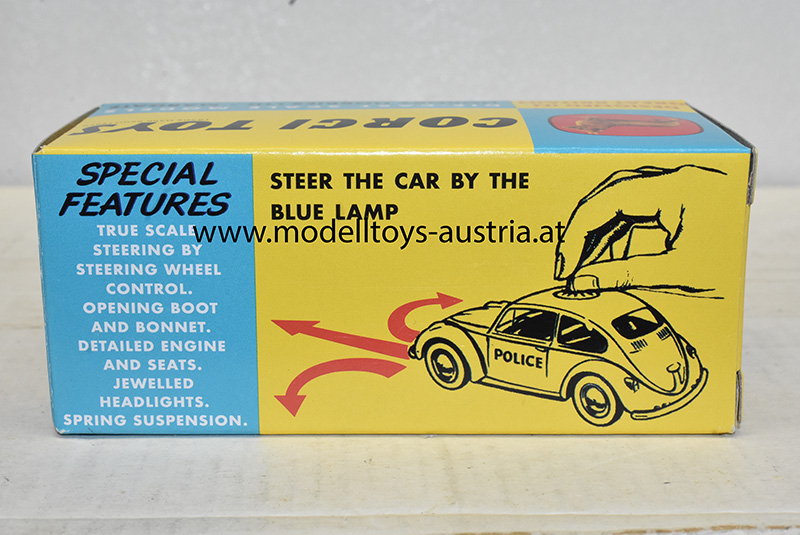 CORGI TOYS
SPECIAL
FEATURES
TRUE SCALE
STEERING BY
STEERING WHEEL
CONTROL.
OPENING BOOT
AND BONNET.
DETAILED ENGINE
AND SEATS.
JEWELLED
HEADLIGHTS.
SPRING SUSPENSION.
STEER THE CAR BY THE
BLUE LAMP
www.modelltoys-austria.at
POLICE